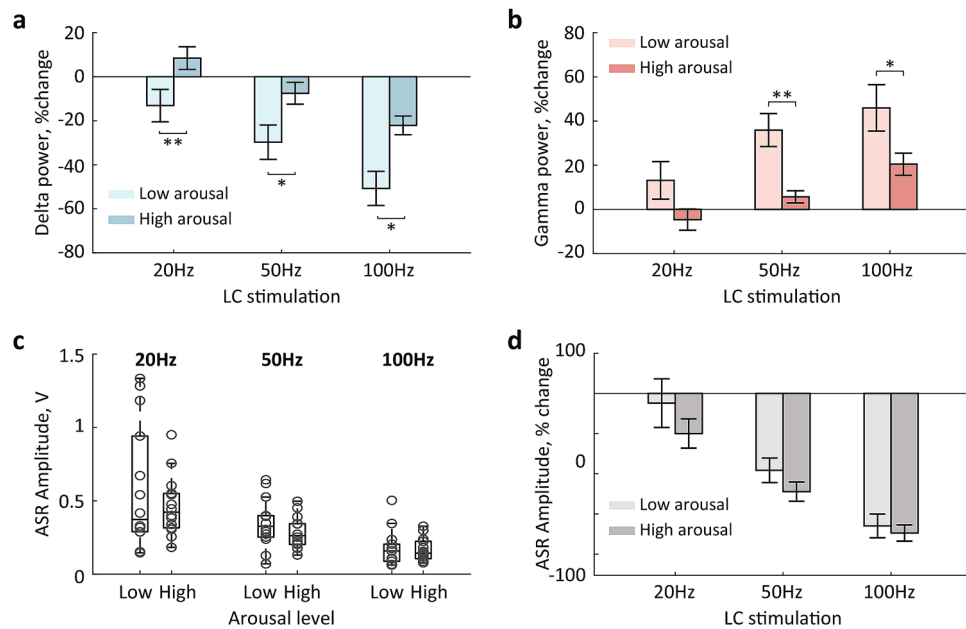 a
20
0
-20
-40
-60
-80
Delta power, %change
**
*
*
Low arousal
High arousal
20Hz
50Hz
100Hz
LC stimulation
b
80
60
40
20
0
-20
Gamma power, %change
Low arousal
High arousal
**
*
20Hz
50Hz
100Hz
LC stimulation
c
1.5
1
0.5
0
ASR Amplitude, V
20Hz
50Hz
100Hz
Low High
Low High
Low High
Arousal level
d
100
0
-100
ASR Amplitude, % change
Low arousal
High arousal
20Hz
50Hz
100Hz
LC stimulation